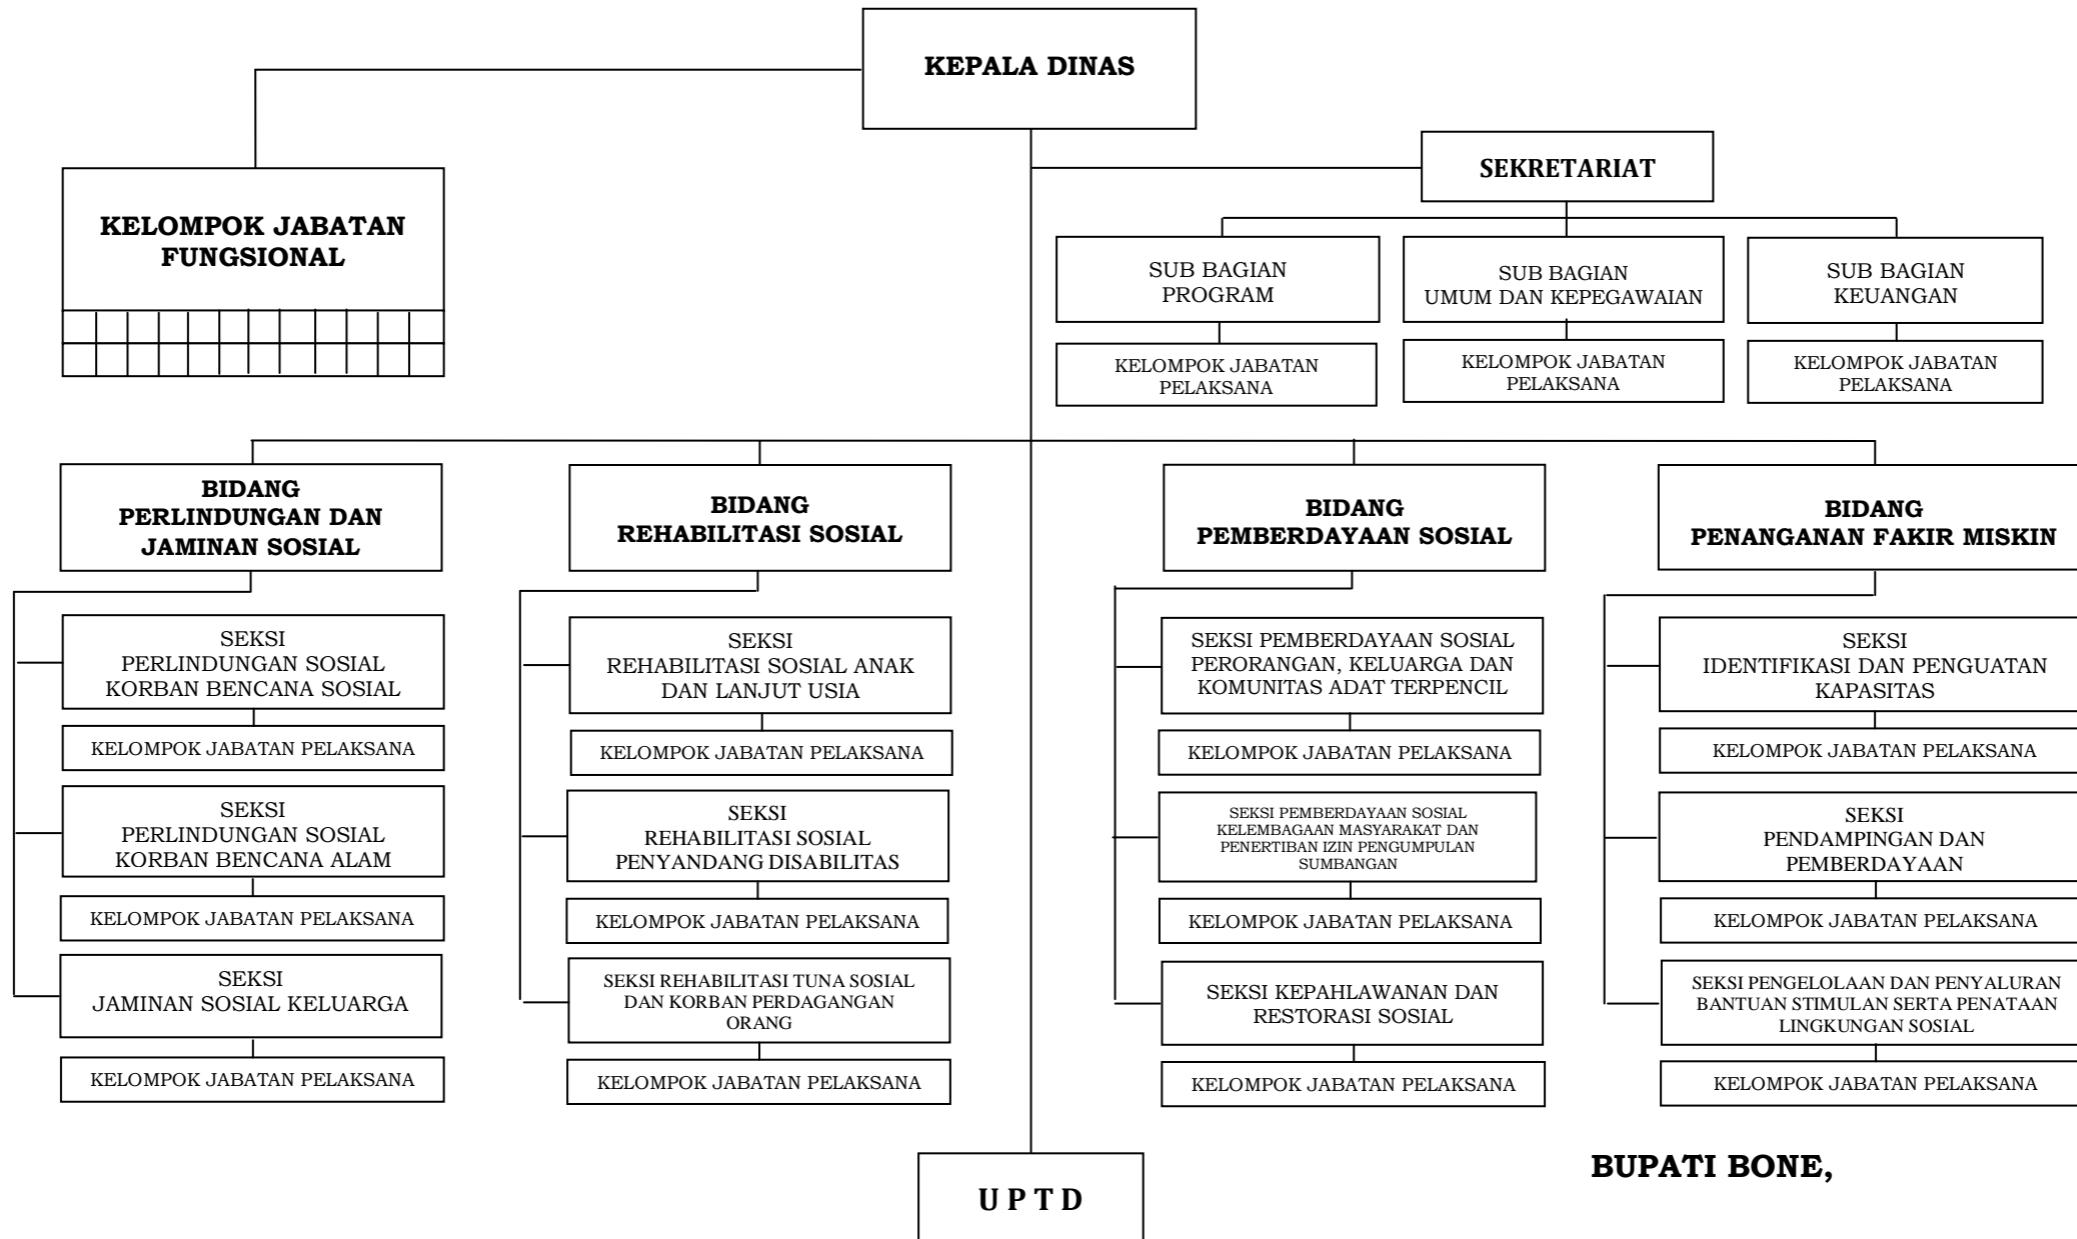 KEPALA DINAS
SEKRETARIAT
KELOMPOK JABATAN
FUNGSIONAL
SUB BAGIAN
PROGRAM
SUB BAGIAN
UMUM DAN KEPEGAWAIAN
SUB BAGIAN
KEUANGAN
KELOMPOK JABATAN
PELAKSANA
KELOMPOK JABATAN
PELAKSANA
KELOMPOK JABATAN
PELAKSANA
BIDANG
PERLINDUNGAN DAN
JAMINAN SOSIAL
BIDANG
REHABILITASI SOSIAL
BIDANG
PEMBERDAYAAN SOSIAL
BIDANG
PENANGANAN FAKIR MISKIN
SEKSI
PERLINDUNGAN SOSIAL
KORBAN BENCANA SOSIAL
KELOMPOK JABATAN PELAKSANA
SEKSI
PERLINDUNGAN SOSIAL
KORBAN BENCANA ALAM
KELOMPOK JABATAN PELAKSANA
SEKSI
JAMINAN SOSIAL KELUARGA
KELOMPOK JABATAN PELAKSANA
SEKSI
REHABILITASI SOSIAL ANAK
DAN LANJUT USIA
KELOMPOK JABATAN PELAKSANA
SEKSI
REHABILITASI SOSIAL
PENYANDANG DISABILITAS
KELOMPOK JABATAN PELAKSANA
SEKSI REHABILITASI TUNA SOSIAL
DAN KORBAN PERDAGANGAN
ORANG
KELOMPOK JABATAN PELAKSANA
SEKSI PEMBERDAYAAN SOSIAL
PERORANGAN, KELUARGA DAN
KOMUNITAS ADAT TERPENCIL
KELOMPOK JABATAN PELAKSANA
SEKSI PEMBERDAYAAN SOSIAL
KELEMBAGAAN MASYARAKAT DAN
PENERTIBAN IZIN PENGUMPULAN
SUMBANGAN
KELOMPOK JABATAN PELAKSANA
SEKSI KEPAHLAWANAN DAN
RESTORASI SOSIAL
KELOMPOK JABATAN PELAKSANA
SEKSI
IDENTIFIKASI DAN PENGUATAN
KAPASITAS
KELOMPOK JABATAN PELAKSANA
SEKSI
PENDAMPINGAN DAN
PEMBERDAYAAN
KELOMPOK JABATAN PELAKSANA
SEKSI PENGELOLAAN DAN PENYALURAN
BANTUAN STIMULAN SERTA PENATAAN
LINGKUNGAN SOSIAL
KELOMPOK JABATAN PELAKSANA
BUPATI BONE,
U P T D